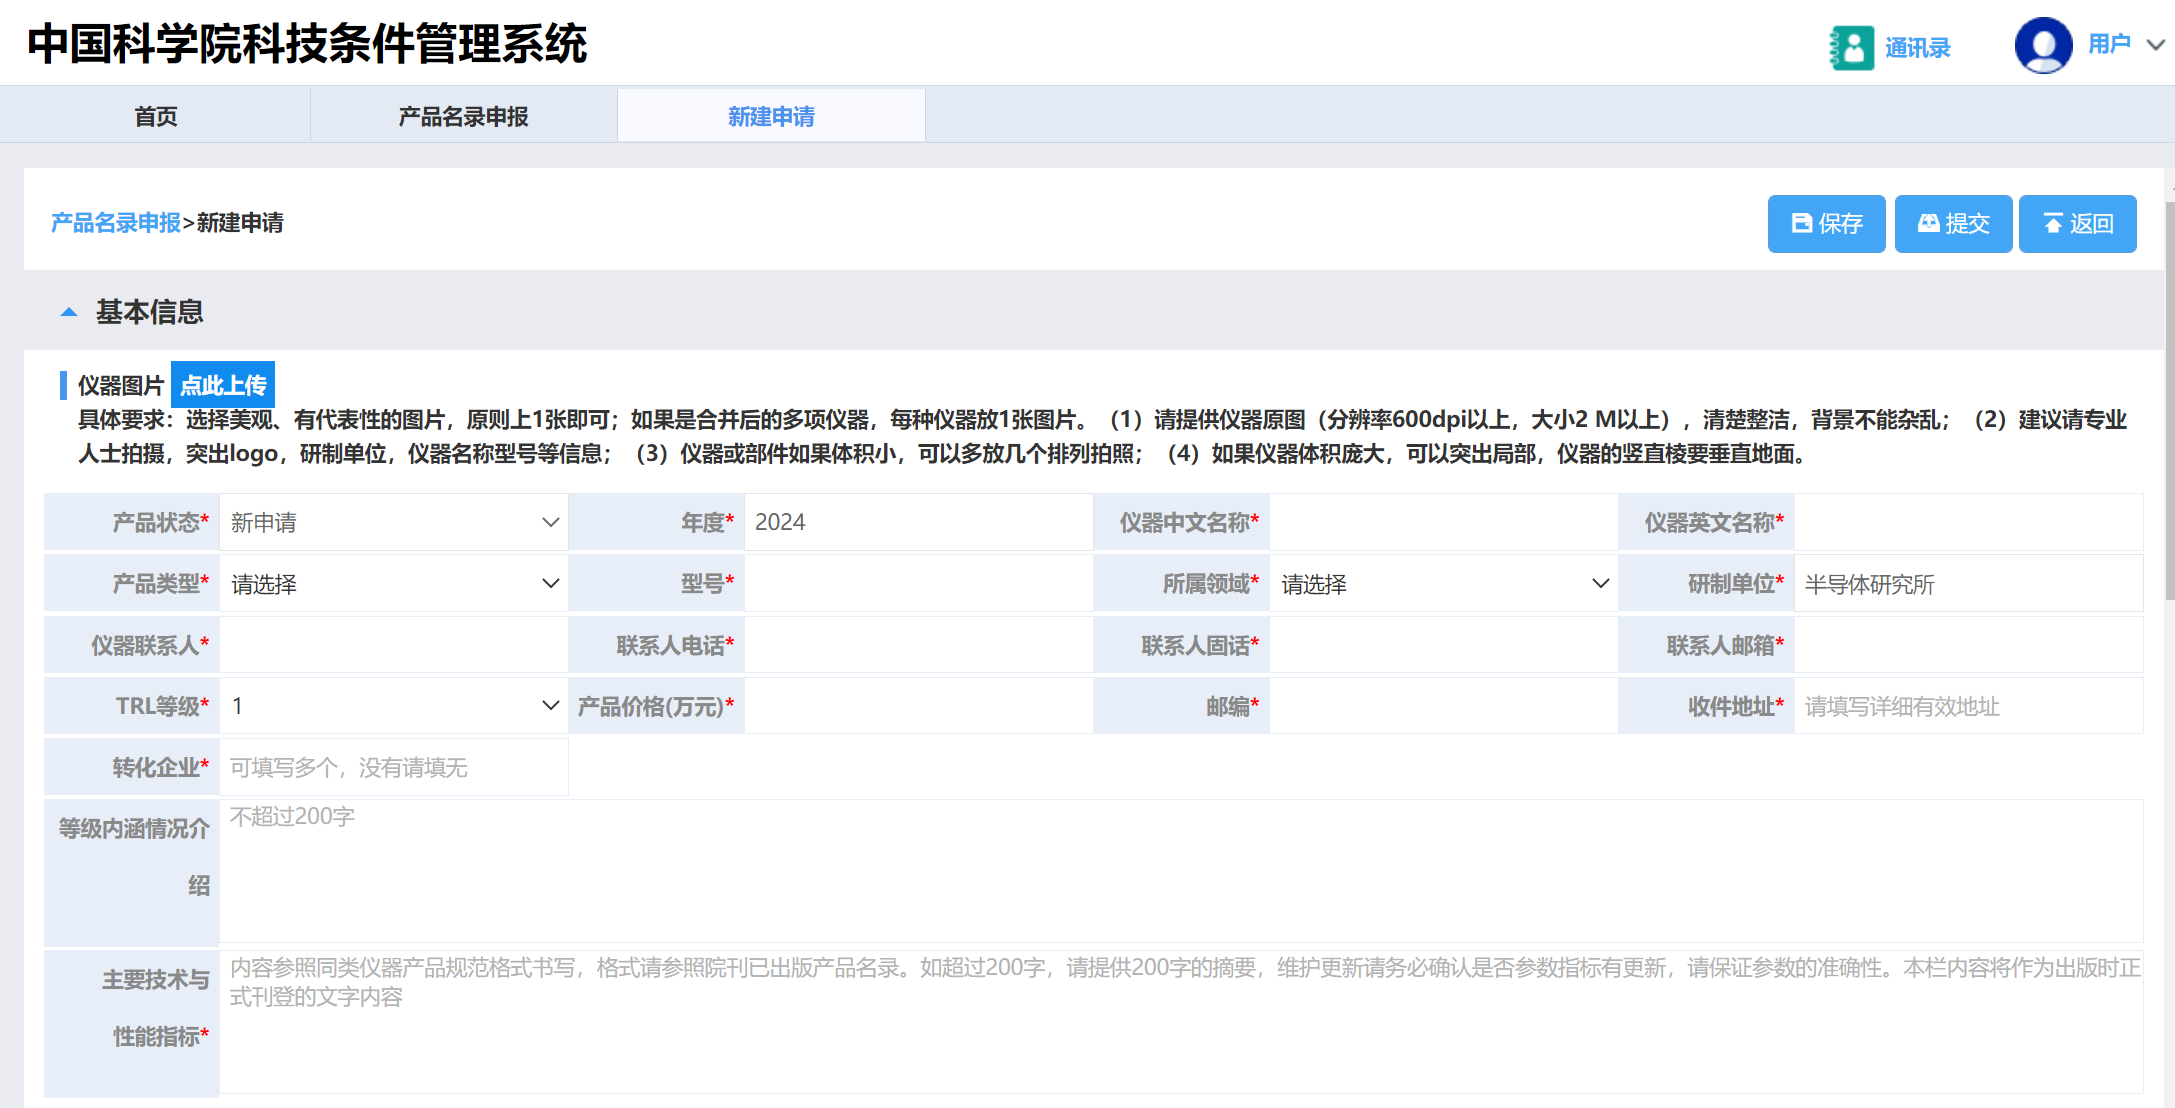 中国科学院科技条件管理系统
通讯录
用户
首页
产品名录申报
新建申请
产品名录申报>新建申请
保存
提交
返回
基本信息
仪器图片 点此上传
具体要求：选择美观、有代表性的图片，原则上1张即可；如果是合并后的多项仪器，每种仪器放1张图片。（1）请提供仪器原图（分辨率600dpi以上，大小2 M以上），清楚整洁，背景不能杂乱；（2）建议请专业
人士拍摄，突出logo，研制单位，仪器名称型号等信息；（3）仪器或部件如果体积小，可以多放几个排列拍照；（4）如果仪器体积庞大，可以突出局部，仪器的竖直棱要垂直地面。
产品状态* 新申请 年度* 2024 仪器中文名称* 仪器英文名称*
产品类型* 请选择 型号* 所属领域* 请选择 研制单位* 半导体研究所
仪器联系人* 联系人电话* 联系人固话* 联系人邮箱*
TRL等级* 1 产品价格(万元)* 邮编* 收件地址* 请填写详细有效地址
转化企业* 可填写多个，没有请填无
等级内涵情况介
绍
不超过200字
主要技术与
性能指标*
内容参照同类仪器产品规范格式书写，格式请参照院刊已出版产品名录。如超过200字，请提供200字的摘要，维护更新请务必确认是否参数指标有更新，请保证参数的准确性。本栏内容将作为出版时正
式刊登的文字内容